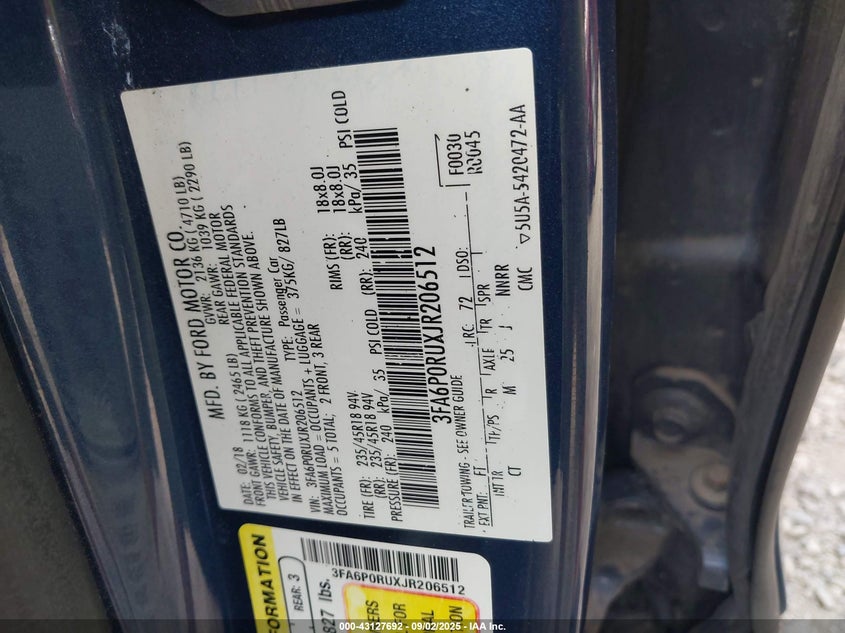 MFD. BY FORD MOTOR CO.
DATE: 02/18 GVWR: 2136 KG ( 4710 LB)
FRONT GAWR: 1118 KG ( 2465 LB) REAR GAWR: 1039 KG ( 2290 LB)
THIS VEHICLE CONFORMS TO ALL APPLICABLE FEDERAL MOTOR
VEHICLE SAFETY, BUMPER, AND THEFT PREVENTION STANDARDS
IN EFFECT ON THE DATE OF MANUFACTURE SHOWN ABOVE.
VIN: 3FA6P0RUXJR206512 TYPE: Passenger Car
MAXIMUM LOAD = OCCUPANTS + LUGGAGE = 375KG/ 827LB
OCCUPANTS = 5 TOTAL; 2 FRONT, 3 REAR
TIRE (FR): 235/45R18 94V RIMS (FR): 18x8.0J
(RR): 235/45R18 94V (RR): 18x8.0J
PRESSURE (FR): 240 kPa/ 35 PSI COLD (RR): 240 kPa/ 35 PSI COLD
3FA6P0RUXJR206512
F0030
R0045
TRAILER TOWING - SEE OWNER GUIDE
EXT PNT: FT RC: 72 DSO:
INT TR TP/PS R AXLE TR SPR
CT M 25 J NNRR
CMC 5U5A-5420472-AA
FORMATION
REAR: 3
827 lbs.
3FA6P0RUXJR206512
000-43127692 - 09/02/2025 - IAA, Inc.